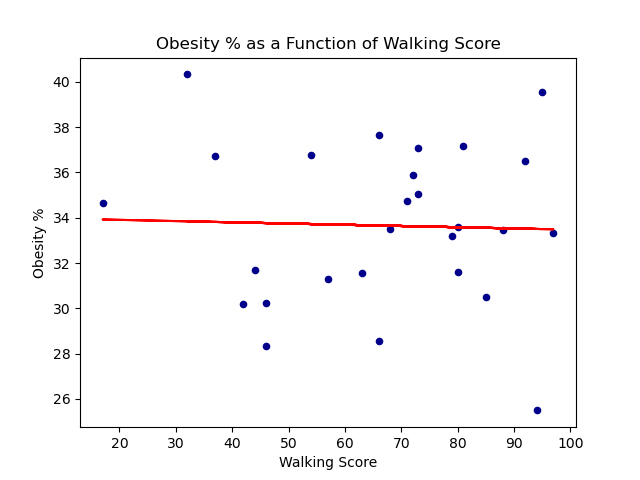 Obesity % as a Function of Walking Score
40
38
36
34
32
30
28
26
Obesity %
20 30 40 50 60 70 80 90 100
Walking Score